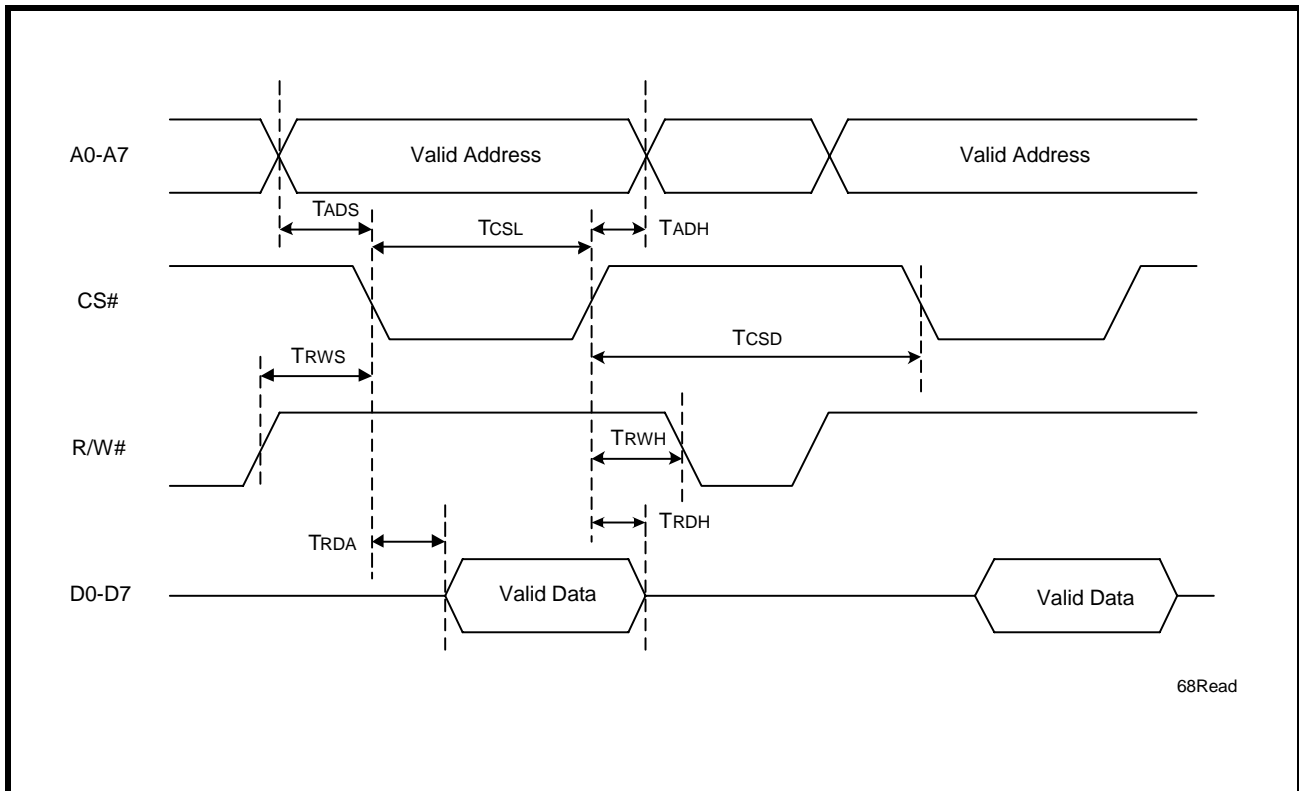 A0-A7
Valid Address
Valid Address
TADS
TCSL
TADH
CS#
TCSD
TRWS
R/W#
TRWH
TRDH
TRDA
D0-D7
Valid Data
Valid Data
68Read